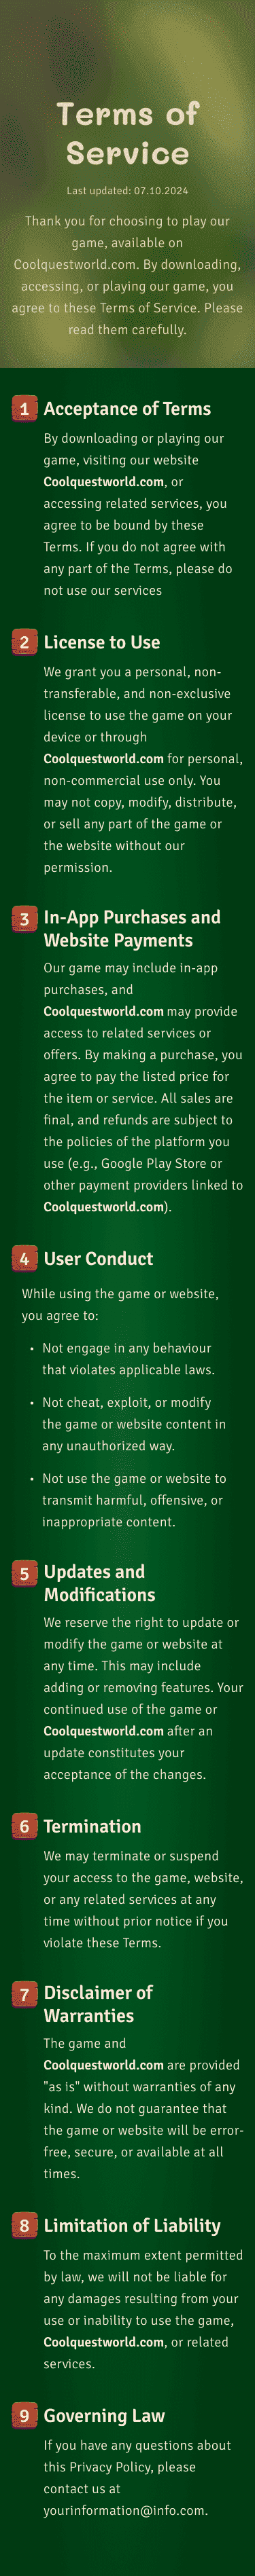 Terms of
Service
Last updated: 07.10.2024
Thank you for choosing to play our
game, available on
Coolquestworld.com. By downloading,
accessing, or playing our game, you
agree to these Terms of Service. Please
read them carefully.
1 Acceptance of Terms
By downloading or playing our
game, visiting our website
Coolquestworld.com, or
accessing related services, you
agree to be bound by these
Terms. If you do not agree with
any part of the Terms, please do
not use our services
2 License to Use
We grant you a personal, non-
transferable, and non-exclusive
license to use the game on your
device or through
Coolquestworld.com for personal,
non-commercial use only. You
may not copy, modify, distribute,
or sell any part of the game or
the website without our
permission.
3 In-App Purchases and
Website Payments
Our game may include in-app
purchases, and
Coolquestworld.com may provide
access to related services or
offers. By making a purchase, you
agree to pay the listed price for
the item or service. All sales are
final, and refunds are subject to
the policies of the platform you
use (e.g., Google Play Store or
other payment providers linked to
Coolquestworld.com).
4 User Conduct
While using the game or website,
you agree to:
• Not engage in any behaviour
that violates applicable laws.
• Not cheat, exploit, or modify
the game or website content in
any unauthorized way.
• Not use the game or website to
transmit harmful, offensive, or
inappropriate content.
5 Updates and
Modifications
We reserve the right to update or
modify the game or website at
any time. This may include
adding or removing features. Your
continued use of the game or
Coolquestworld.com after an
update constitutes your
acceptance of the changes.
6 Termination
We may terminate or suspend
your access to the game, website,
or any related services at any
time without prior notice if you
violate these Terms.
7 Disclaimer of
Warranties
The game and
Coolquestworld.com are provided
"as is" without warranties of any
kind. We do not guarantee that
the game or website will be error-
free, secure, or available at all
times.
8 Limitation of Liability
To the maximum extent permitted
by law, we will not be liable for
any damages resulting from your
use or inability to use the game,
Coolquestworld.com, or related
services.
9 Governing Law
If you have any questions about
this Privacy Policy, please
contact us at
yourinformation@info.com.